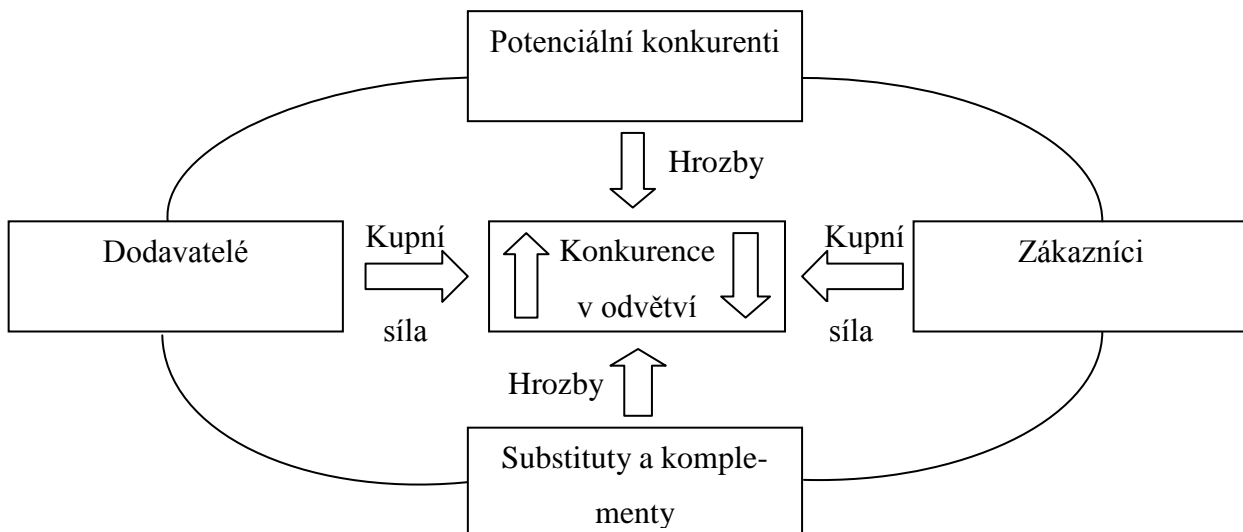 Potenciální konkurenti
Hrozby
Dodavatelé
Kupní
síla
Konkurence
v odvětví
Kupní
síla
Zákazníci
Hrozby
Substituty a komple-
menty